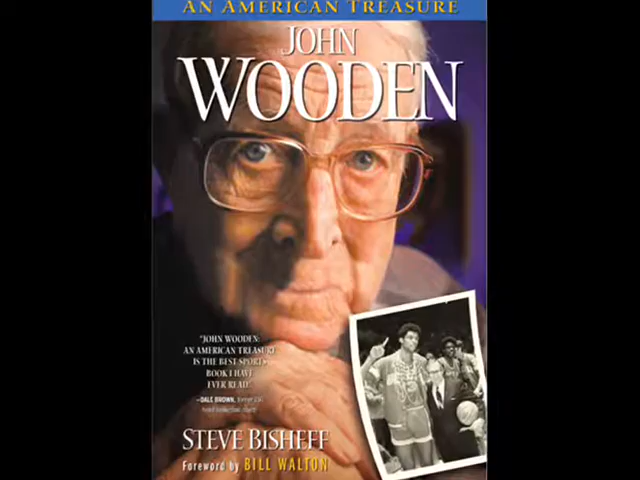 AN AMERICAN TREASURE
JOHN
WOODEN
"JOHN WOODEN:
AN AMERICAN TREASURE
IS THE BEST SPORTS
BOOK I HAVE
EVER READ."
—DALE BROWN,
STEVE BISHEFF
Foreword by BILL WALTON